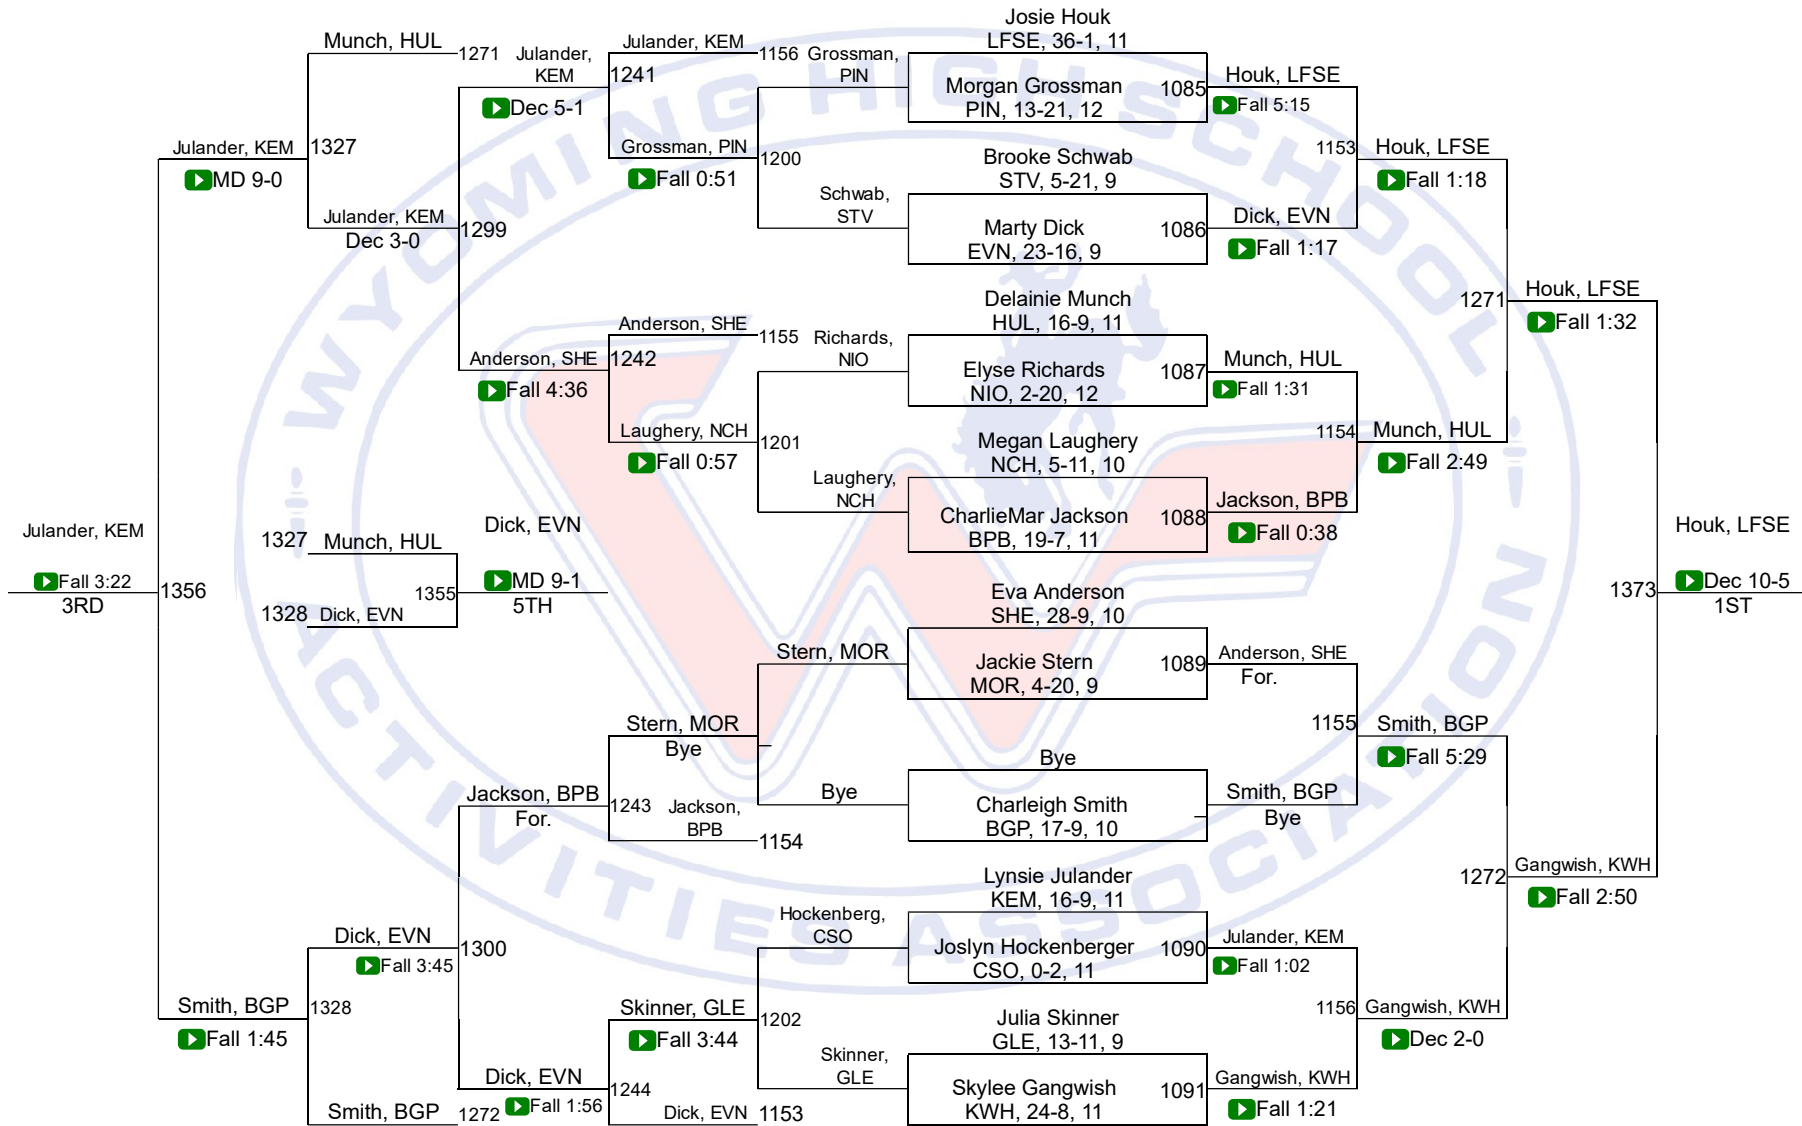 Josie Houk
LFSE, 36-1, 11
Munch, HUL
1271
Julander,
KEM
Julander, KEM
1156
Grossman,
PIN
1241
Dec 5-1
Morgan Grossman
PIN, 13-21, 12
1085
Houk, LFSE
Fall 5:15
Julander, KEM
MD 9-0
1327
Grossman, PIN
Fall 0:51
1200
Brooke Schwab
STV, 5-21, 9
1153
Houk, LFSE
Fall 1:18
Julander, KEM
Dec 3-0
1299
Schwab,
STV
Marty Dick
EVN, 23-16, 9
1086
Dick, EVN
Fall 1:17
Delainie Munch
HUL, 16-9, 11
1271
Houk, LFSE
Fall 1:32
Anderson, SHE
1155
Richards,
NIO
Anderson, SHE
Fall 4:36
1242
Elyse Richards
NIO, 2-20, 12
1087
Munch, HUL
Fall 1:31
Laughery, NCH
Fall 0:57
1201
Megan Laughery
NCH, 5-11, 10
1154
Munch, HUL
Fall 2:49
Laughery,
NCH
CharlieMar Jackson
BPB, 19-7, 11
1088
Jackson, BPB
Fall 0:38
Julander, KEM
Fall 3:22
3RD
1356
1327
Munch, HUL
1328
Dick, EVN
1355
Dick, EVN
MD 9-1
5TH
Eva Anderson
SHE, 28-9, 10
1373
Houk, LFSE
Dec 10-5
1ST
Stern, MOR
Jackie Stern
MOR, 4-20, 9
1089
Anderson, SHE
For.
Stern, MOR
Bye
1155
Smith, BGP
Fall 5:29
Bye
Jackson, BPB
For.
1243
Jackson,
BPB
1154
Bye
Charleigh Smith
BGP, 17-9, 10
Smith, BGP
Bye
Lynsie Julander
KEM, 16-9, 11
1272
Gangwish, KWH
Fall 2:50
Hockenberg,
CSO
Dick, EVN
Fall 3:45
1300
Joslyn Hockenberger
CSO, 0-2, 11
1090
Julander, KEM
Fall 1:02
Smith, BGP
Fall 1:45
1328
Skinner, GLE
Fall 3:44
1202
Julia Skinner
GLE, 13-11, 9
1156
Gangwish, KWH
Dec 2-0
Skinner,
GLE
Dick, EVN
Fall 1:56
1244
Skylee Gangwish
KWH, 24-8, 11
1091
Gangwish, KWH
Fall 1:21
Smith, BGP
1272
Dick, EVN
1153
WYOMING HIGH SCHOOL
ACTIVITIES ASSOCIATION